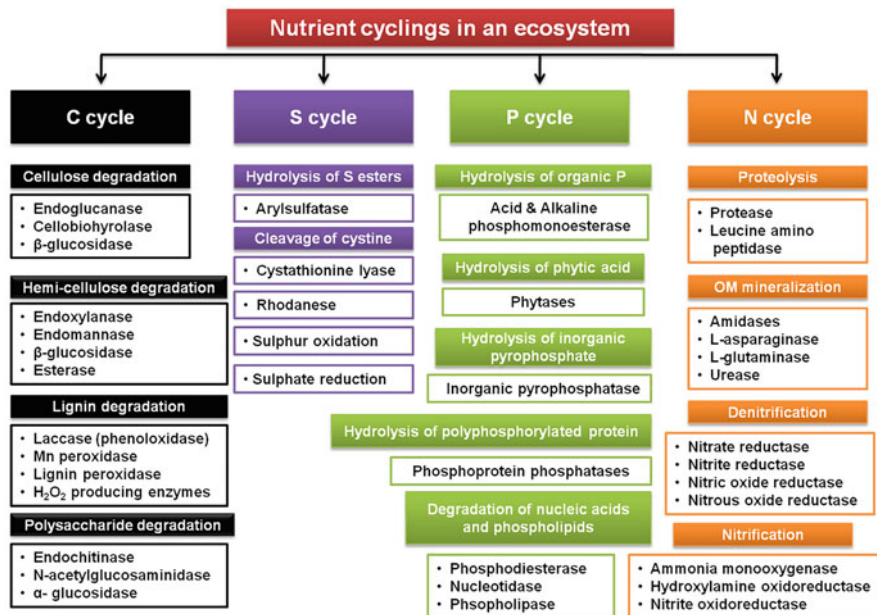 Nutrient cyclings in an ecosystem
C cycle
Cellulose degradation
• Endoglucanase
• Cellobiohyrolase
• β-glucosidase
Hemi-cellulose degradation
• Endoxylanase
• Endomannase
• β-glucosidase
• Esterase
Lignin degradation
• Laccase (phenoloxidase)
• Mn peroxidase
• Lignin peroxidase
• H₂O₂ producing enzymes
Polysaccharide degradation
• Endochitinase
• N-acetylglucosaminidase
• α- glucosidase
S cycle
Hydrolysis of S esters
• Arylsulfatase
Cleavage of cystine
• Cystathionine lyase
• Rhodanese
• Sulphur oxidation
• Sulphate reduction
P cycle
Hydrolysis of organic P
Acid & Alkaline
phosphomonoesterase
Hydrolysis of phytic acid
Phytases
Hydrolysis of inorganic
pyrophosphate
Inorganic pyrophosphatase
Hydrolysis of polyphosphorylated protein
Phosphoprotein phosphatases
Degradation of nucleic acids
and phospholipids
• Phosphodiesterase
• Nucleotidase
• Phsopholipase
N cycle
Proteolysis
• Protease
• Leucine amino
peptidase
OM mineralization
• Amidases
• L-asparaginase
• L-glutaminase
• Urease
Denitrification
• Nitrate reductase
• Nitrite reductase
• Nitric oxide reductase
• Nitrous oxide reductase
Nitrification
• Ammonia monooxygenase
• Hydroxylamine oxidoreductase
• Nitrite oxidoreductase